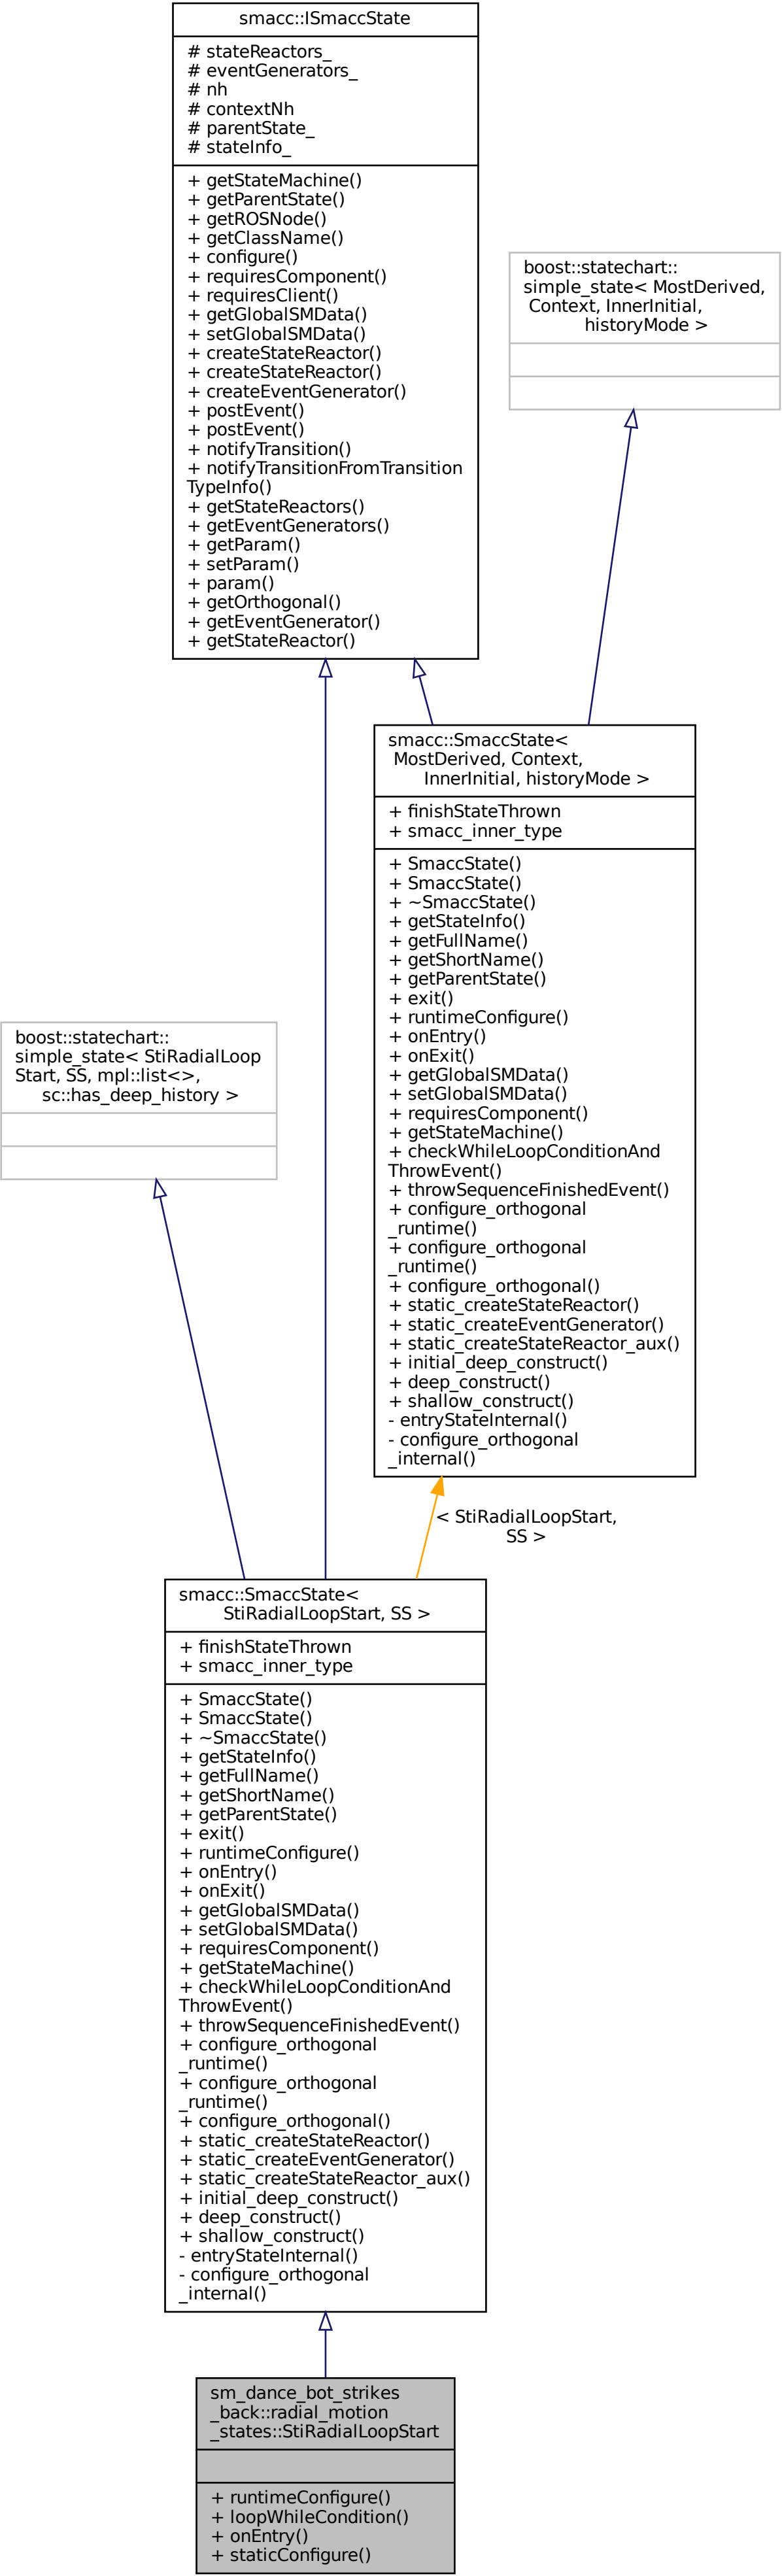 smacc::ISmaccState
# stateReactors_
# eventGenerators_
# nh
# contextNh
# parentState_
# stateInfo_
+ getStateMachine()
+ getParentState()
+ getROSNode()
+ getClassName()
+ configure()
+ requiresComponent()
+ requiresClient()
+ getGlobalSMData()
+ setGlobalSMData()
+ createStateReactor()
+ createStateReactor()
+ createEventGenerator()
+ postEvent()
+ postEvent()
+ notifyTransition()
+ notifyTransitionFromTransition
TypeInfo()
+ getStateReactors()
+ getEventGenerators()
+ getParam()
+ setParam()
+ param()
+ getOrthogonal()
+ getEventGenerator()
+ getStateReactor()
boost::statechart::
simple_state< MostDerived,
Context, InnerInitial,
historyMode >
smacc::SmaccState<
MostDerived, Context,
InnerInitial, historyMode >
+ finishStateThrown
+ smacc_inner_type
+ SmaccState()
+ SmaccState()
+ ~SmaccState()
+ getStateInfo()
+ getFullName()
+ getShortName()
+ getParentState()
+ exit()
+ runtimeConfigure()
+ onEntry()
+ onExit()
+ getGlobalSMData()
+ setGlobalSMData()
+ requiresComponent()
+ getStateMachine()
+ checkWhileLoopConditionAnd
ThrowEvent()
+ throwSequenceFinishedEvent()
+ configure_orthogonal
_runtime()
+ configure_orthogonal
_runtime()
+ configure_orthogonal()
+ static_createStateReactor()
+ static_createEventGenerator()
+ static_createStateReactor_aux()
+ initial_deep_construct()
+ deep_construct()
+ shallow_construct()
- entryStateInternal()
- configure_orthogonal
_internal()
boost::statechart::
simple_state< StiRadialLoop
Start, SS, mpl::list<>,
sc::has_deep_history >
< StiRadialLoopStart,
SS >
smacc::SmaccState<
StiRadialLoopStart, SS >
+ finishStateThrown
+ smacc_inner_type
+ SmaccState()
+ SmaccState()
+ ~SmaccState()
+ getStateInfo()
+ getFullName()
+ getShortName()
+ getParentState()
+ exit()
+ runtimeConfigure()
+ onEntry()
+ onExit()
+ getGlobalSMData()
+ setGlobalSMData()
+ requiresComponent()
+ getStateMachine()
+ checkWhileLoopConditionAnd
ThrowEvent()
+ throwSequenceFinishedEvent()
+ configure_orthogonal
_runtime()
+ configure_orthogonal
_runtime()
+ configure_orthogonal()
+ static_createStateReactor()
+ static_createEventGenerator()
+ static_createStateReactor_aux()
+ initial_deep_construct()
+ deep_construct()
+ shallow_construct()
- entryStateInternal()
- configure_orthogonal
_internal()
sm_dance_bot_strikes
_back::radial_motion
_states::StiRadialLoopStart
+ runtimeConfigure()
+ loopWhileCondition()
+ onEntry()
+ staticConfigure()